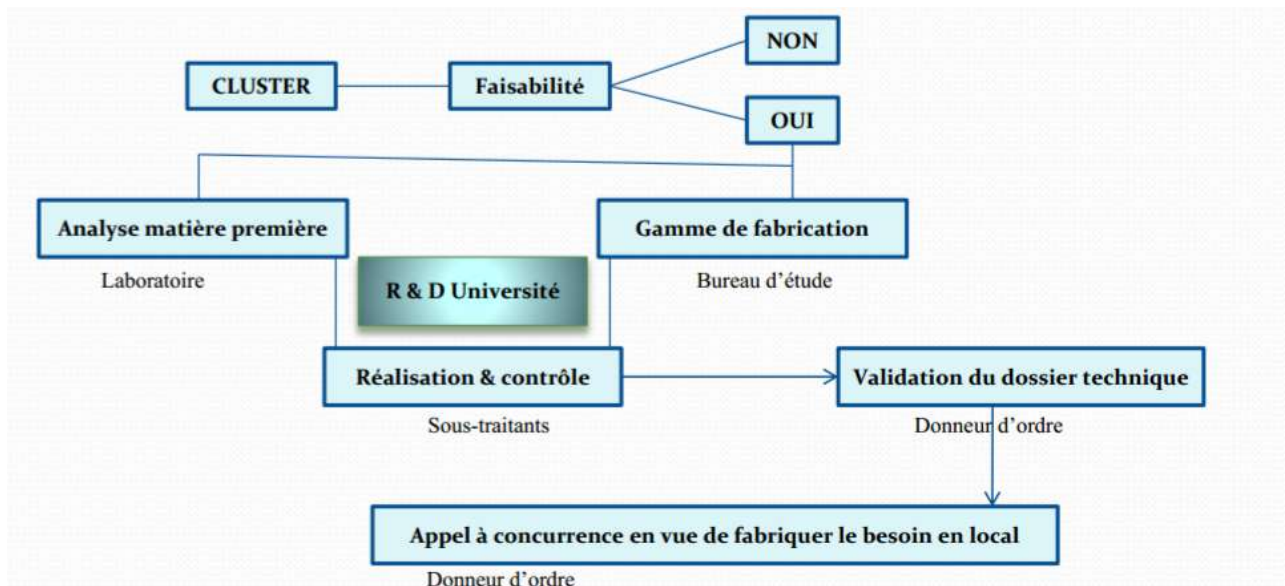 NON
CLUSTER
Faisabilité
OUI
Analyse matière première
Gamme de fabrication
Laboratoire
Bureau d’étude
R & D Université
Réalisation & contrôle
Validation du dossier technique
Sous-traitants
Donneur d’ordre
Appel à concurrence en vue de fabriquer le besoin en local
Donneur d’ordre